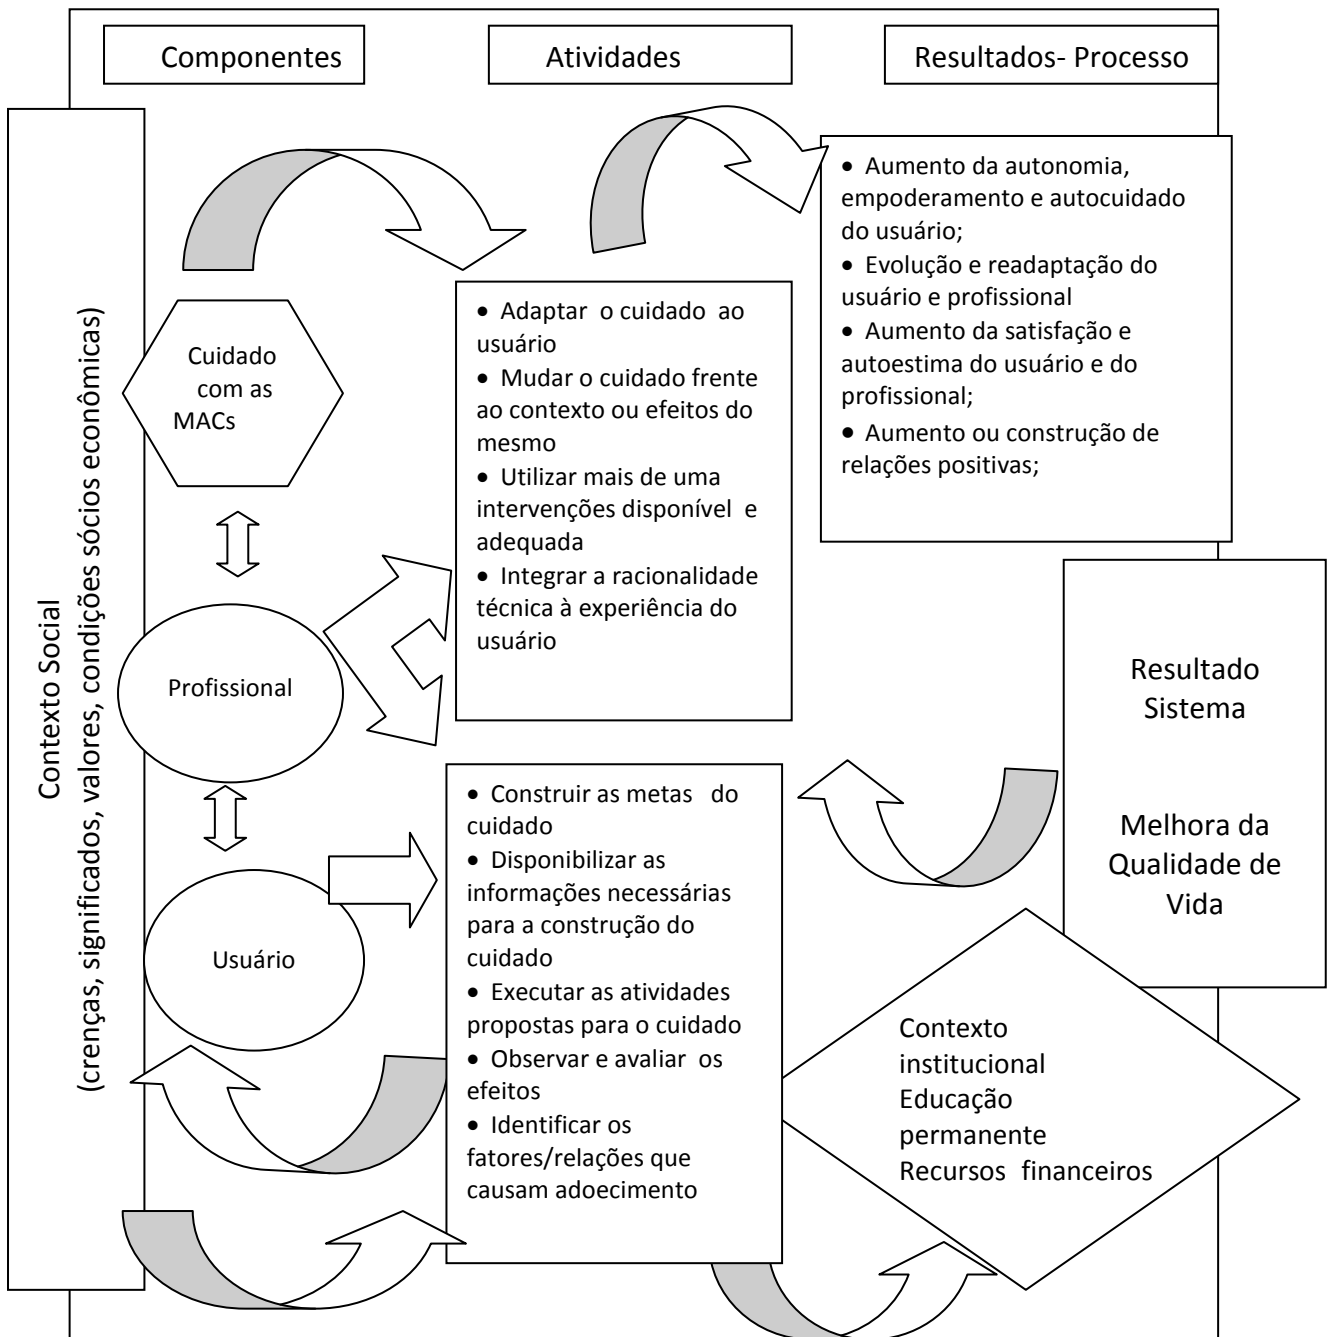 Componentes
Atividades
Resultados- Processo
Contexto Social
(crenças, significados, valores, condições sócios econômicas)
Cuidado
com as
MACs
Profissional
Usuário
• Adaptar o cuidado ao
usuário
• Mudar o cuidado frente
ao contexto ou efeitos do
mesmo
• Utilizar mais de uma
intervenções disponível e
adequada
• Integrar a racionalidade
técnica à experiência do
usuário
• Construir as metas do
cuidado
• Disponibilizar as
informações necessárias
para a construção do
cuidado
• Executar as atividades
propostas para o cuidado
• Observar e avaliar os
efeitos
• Identificar os
fatores/relações que
causam adoecimento
• Aumento da autonomia,
empoderamento e autocuidado
do usuário;
• Evolução e readaptação do
usuário e profissional
• Aumento da satisfação e
autoestima do usuário e do
profissional;
• Aumento ou construção de
relações positivas;
Resultado
Sistema
Melhora da
Qualidade de
Vida
Contexto
institucional
Educação
permanente
Recursos financeiros